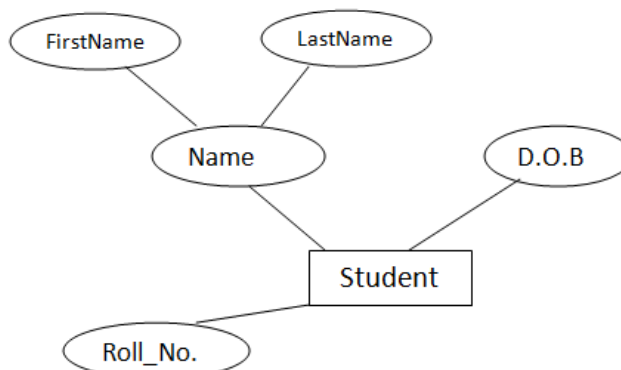 FirstName
LastName
Name
D.O.B
Student
Roll_No.